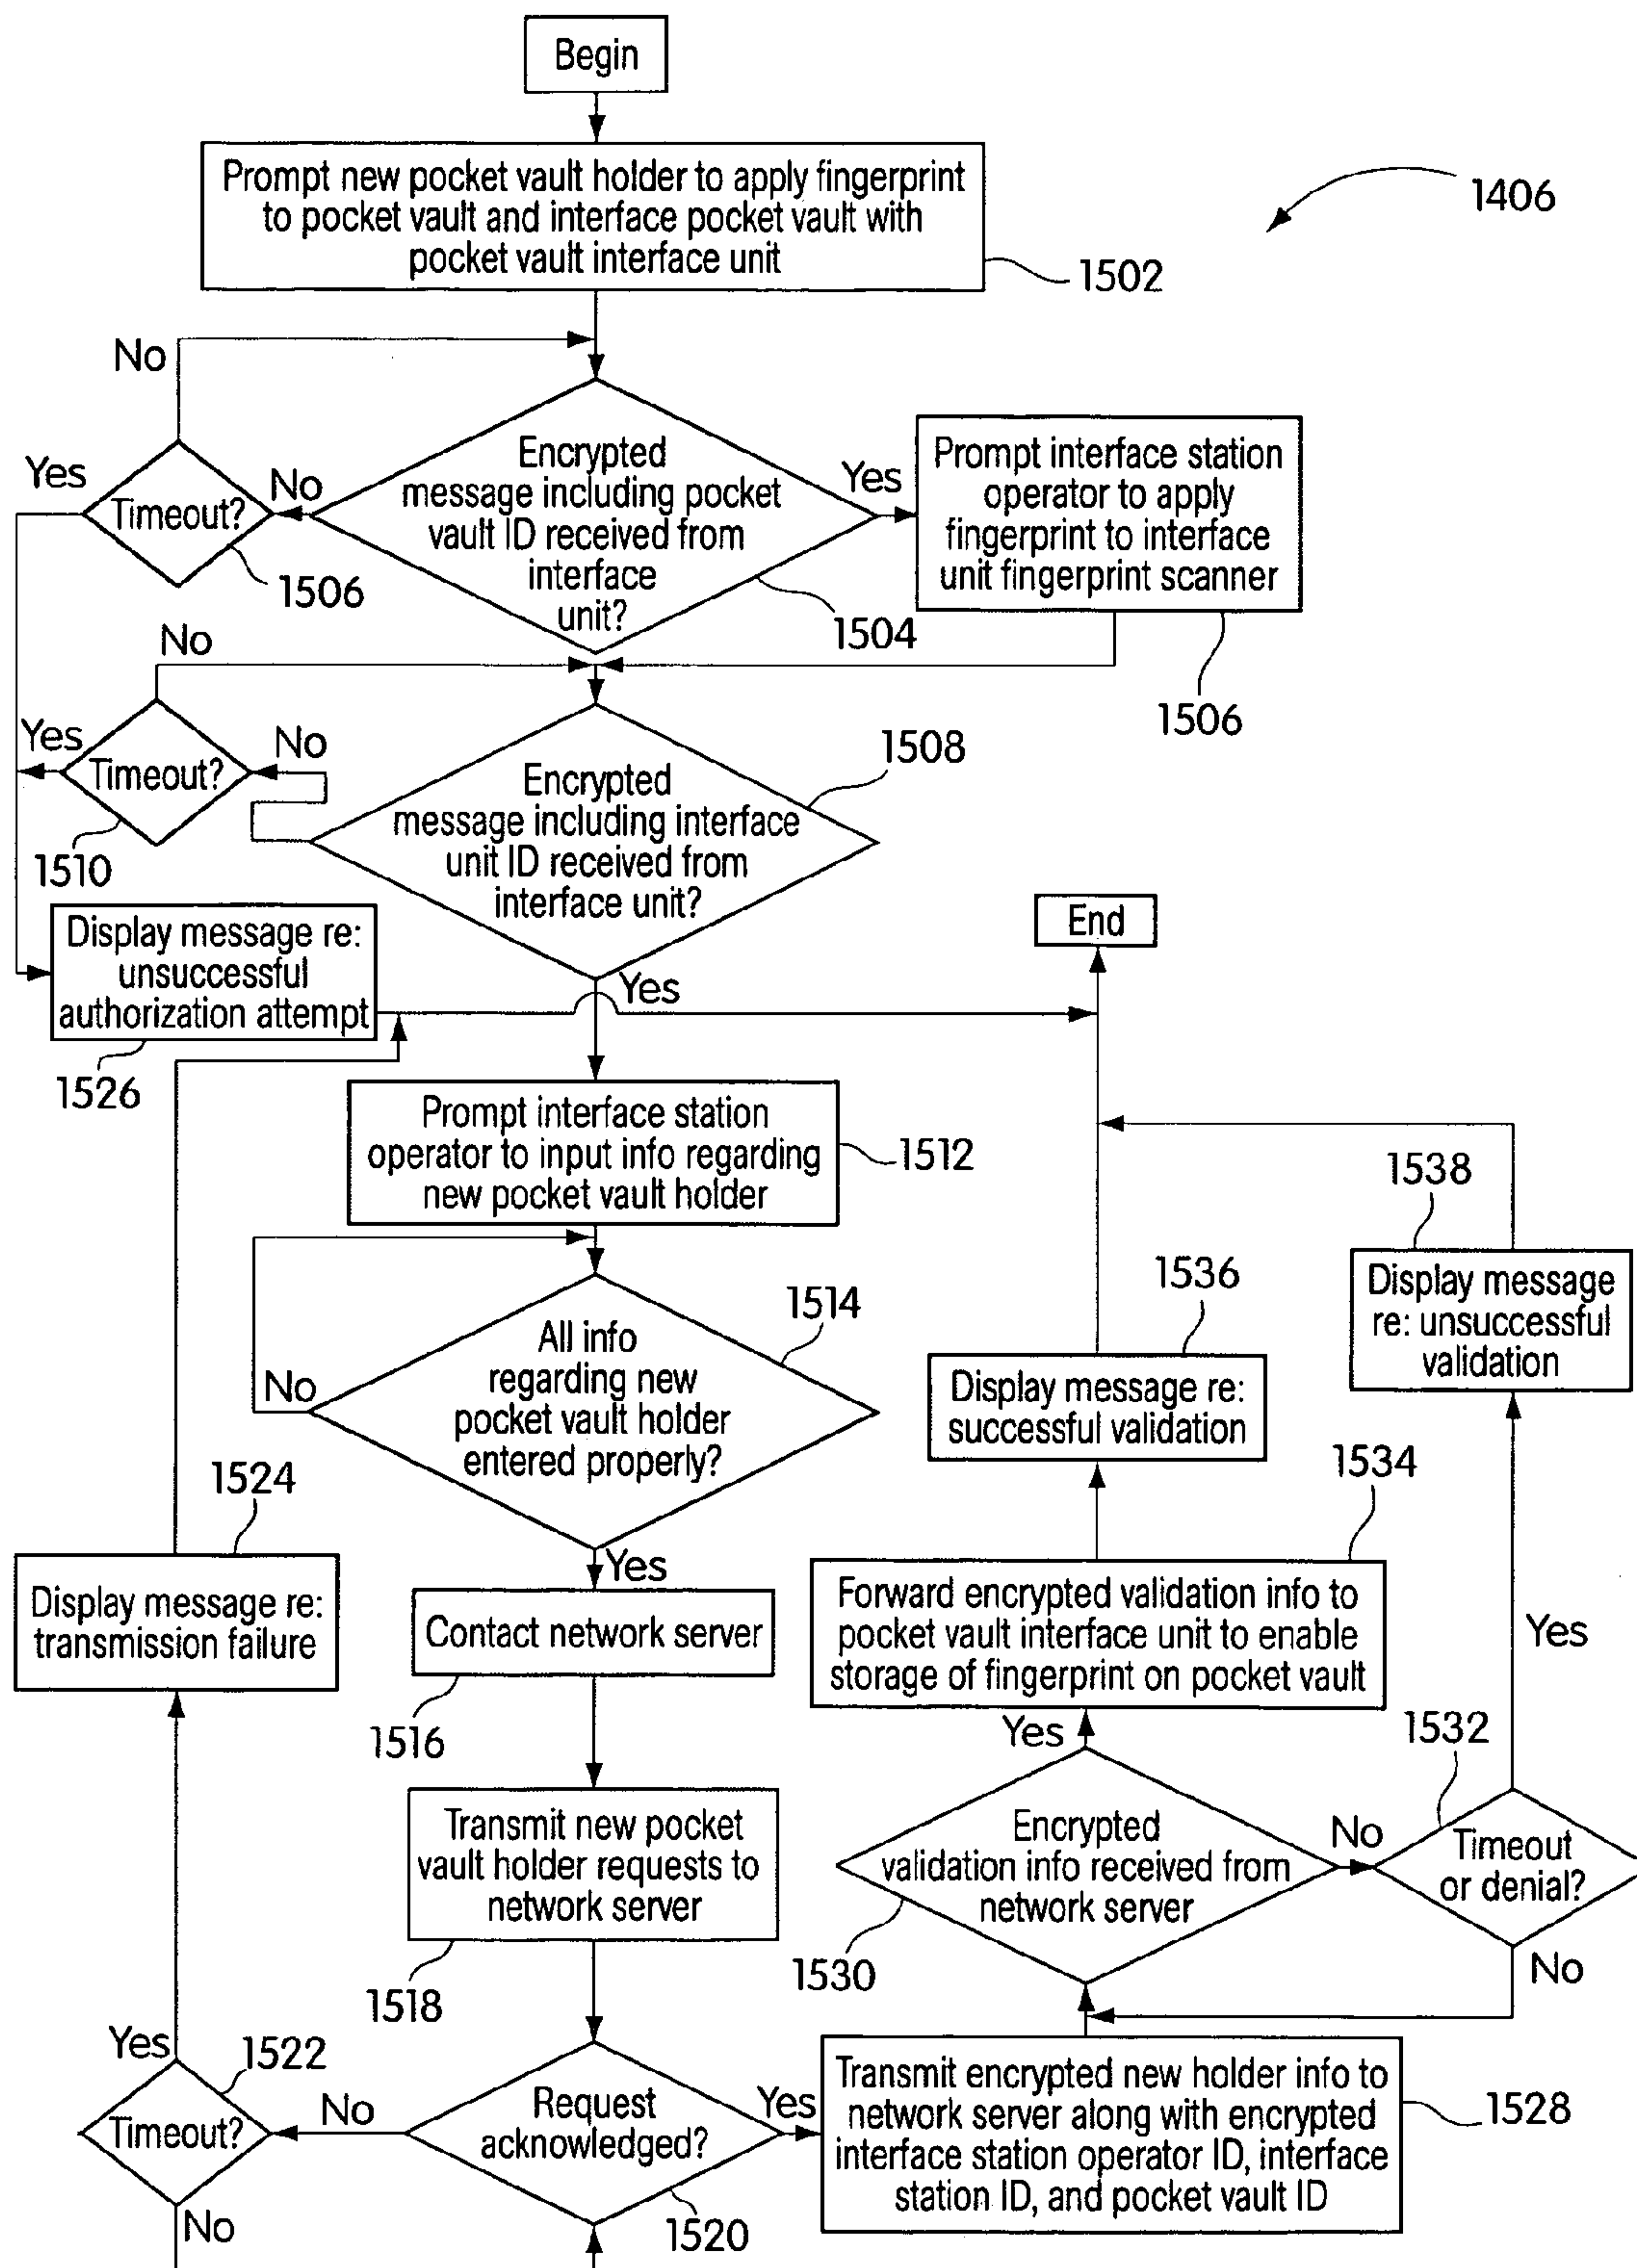 Begin
Prompt new pocket vault holder to apply fingerprint
to pocket vault and interface pocket vault with
pocket vault interface unit
1406
1502
No
Yes
Timeout?
No
1506
Encrypted
message including pocket
vault ID received from
interface
unit?
Yes
1504
Prompt interface station
operator to apply
fingerprint to interface
unit fingerprint scanner
1506
No
Yes
Timeout?
No
1510
Encrypted
message including interface
unit ID received from
interface unit?
1508
Yes
End
Display message re:
unsuccessful
authorization attempt
1526
Prompt interface station
operator to input info regarding
new pocket vault holder
1512
All info
regarding new
pocket vault holder
entered properly?
1514
No
Yes
1536
Display message re:
successful validation
1538
Display message
re: unsuccessful
validation
1524
Display message re:
transmission failure
Contact network server
1516
1534
Forward encrypted validation info to
pocket vault interface unit to enable
storage of fingerprint on pocket vault
Yes
Yes
1532
Transmit new pocket
vault holder requests to
network server
1518
Encrypted
validation info received from
network server
No
Timeout
or denial?
1530
No
Yes
1522
Timeout?
No
No
Request
acknowledged?
Yes
1520
Transmit encrypted new holder info to
network server along with encrypted
interface station operator ID, interface
station ID, and pocket vault ID
1528